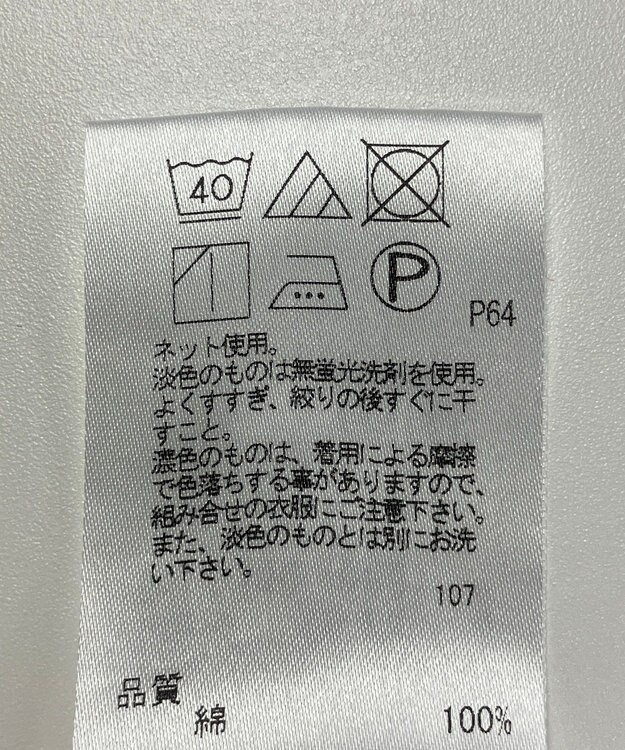 40
P
P64
ネット使用。
淡色のものは無蛍光洗剤を使用。
よくすすぎ、絞りの後すぐに干
すこと。
濃色のものは、着用による摩擦
で色落ちする事がありますので、
組み合せの衣服にご注意下さい。
また、淡色のものとは別にお洗
い下さい。
107
品質
綿 100%